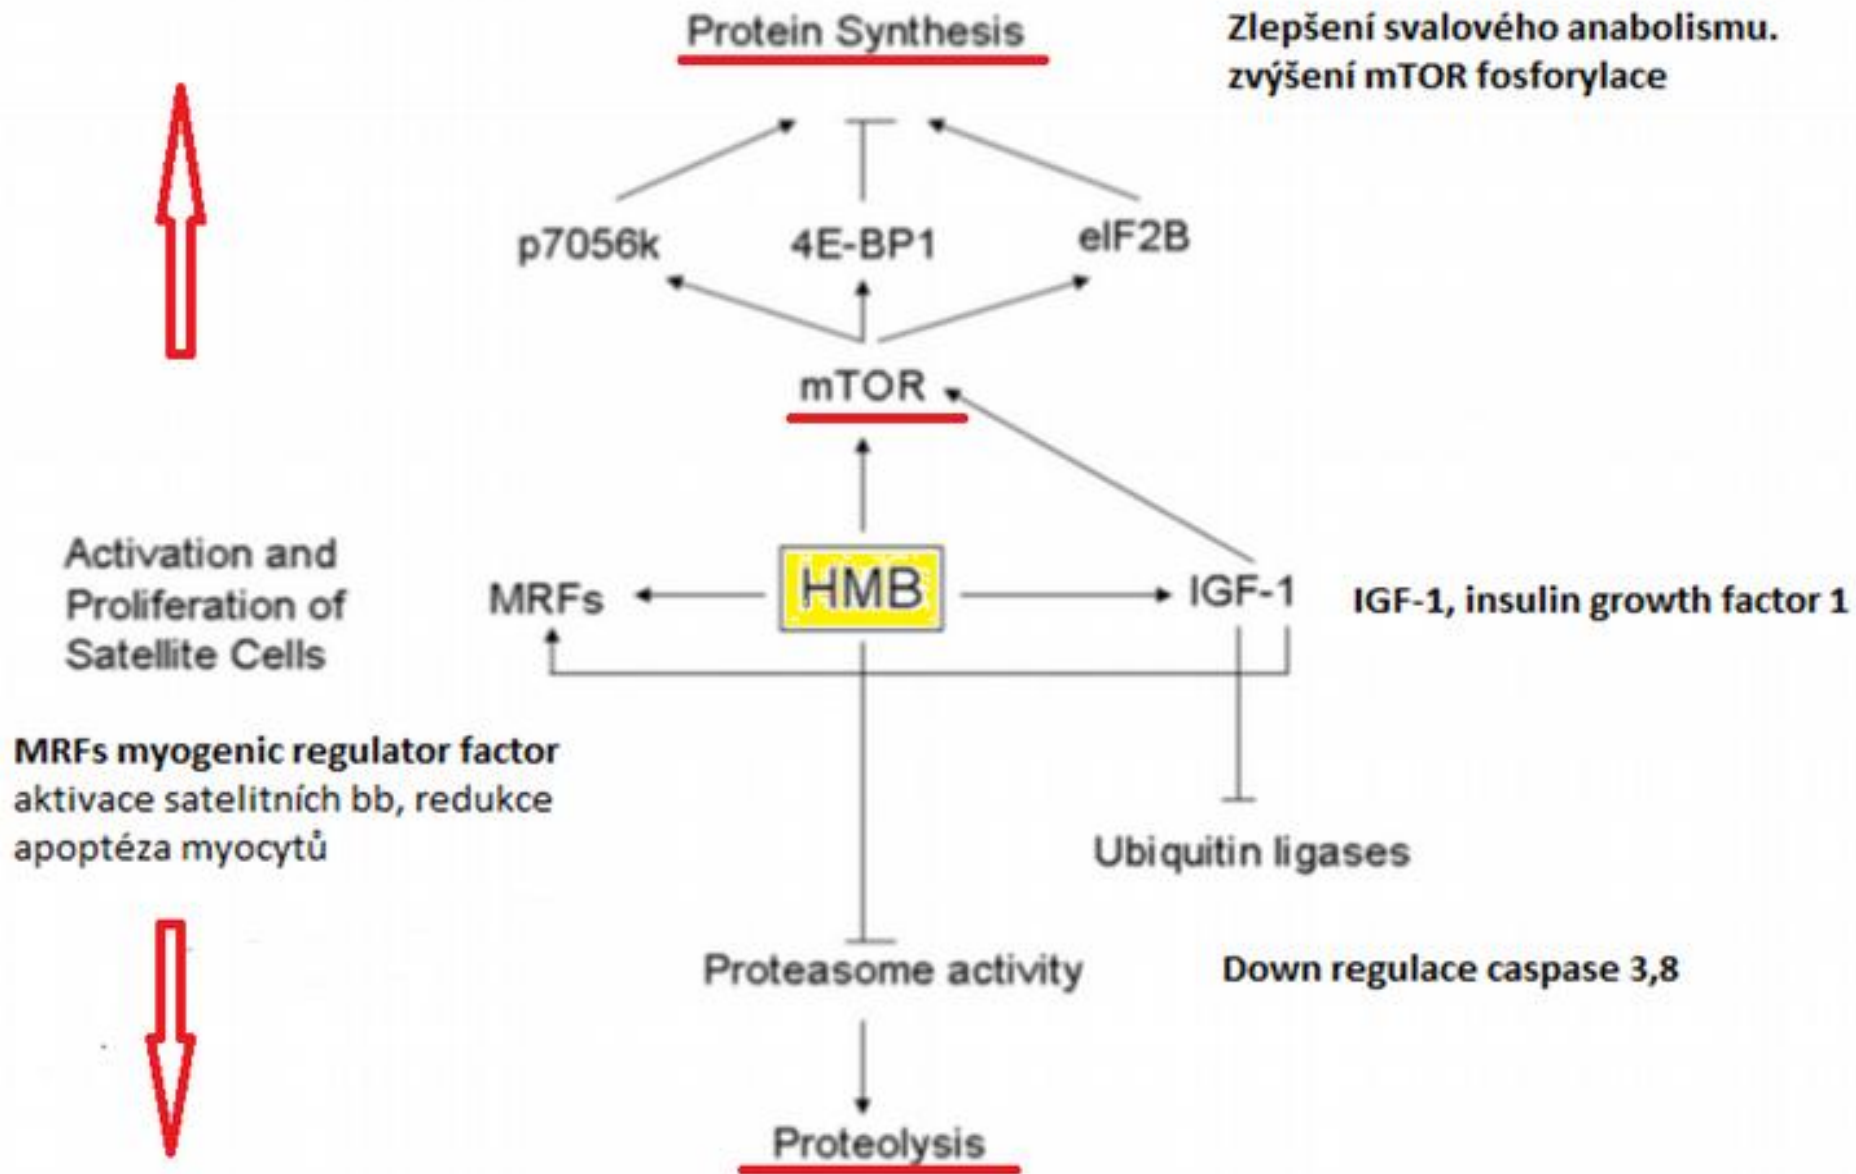 Protein Synthesis
Zlepšení svalového anabolismu.
zvýšení mTOR fosforylace
p7056k
4E-BP1
eIF2B
mTOR
Activation and
Proliferation of
Satellite Cells
MRFs
HMB
IGF-1
IGF-1, insulin growth factor 1
MRFs myogenic regulator factor
aktivace satelitních bb, redukce
apoptéza myocytů
Ubiquitin ligases
Proteasome activity
Down regulace caspase 3,8
Proteolysis